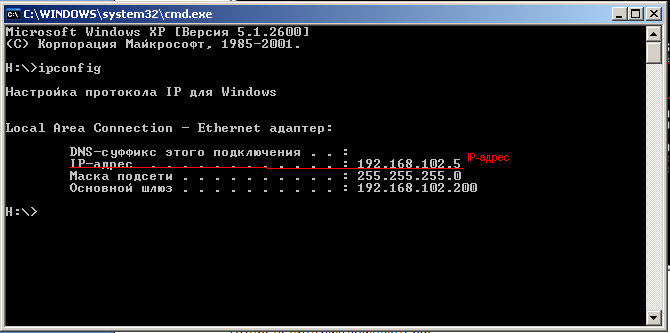 C:\WINDOWS\system32\cmd.exe
Microsoft Windows XP [Версия 5.1.2600]
(С) Корпорация Майкрософт, 1985-2001.
H:\>ipconfig
Настройка протокола IP для Windows
Local Area Connection - Ethernet адаптер:
DNS-суффикс этого подключения . . :
IP-адрес . . . . . . . . . . . . : 192.168.102.5 IP-адрес
Маска подсети . . . . . . . . . . : 255.255.255.0
Основной шлюз . . . . . . . . . . : 192.168.102.200
H:\>